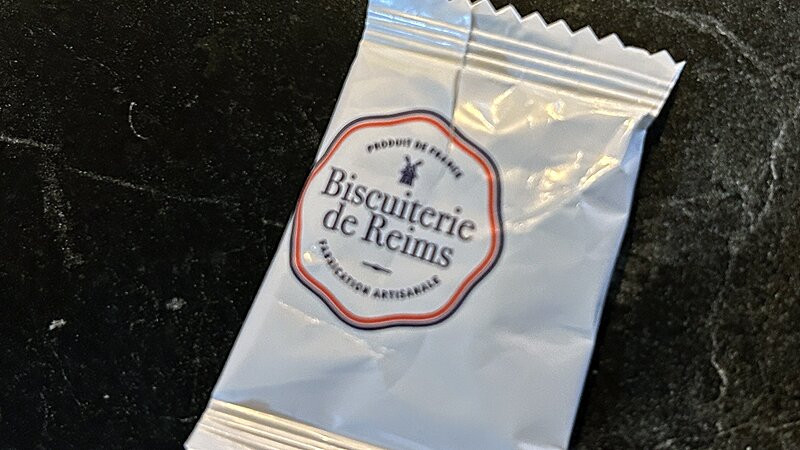 PRODUIT DE FRANCE
Biscuiterie
de Reims
FABRICATION ARTISANALE